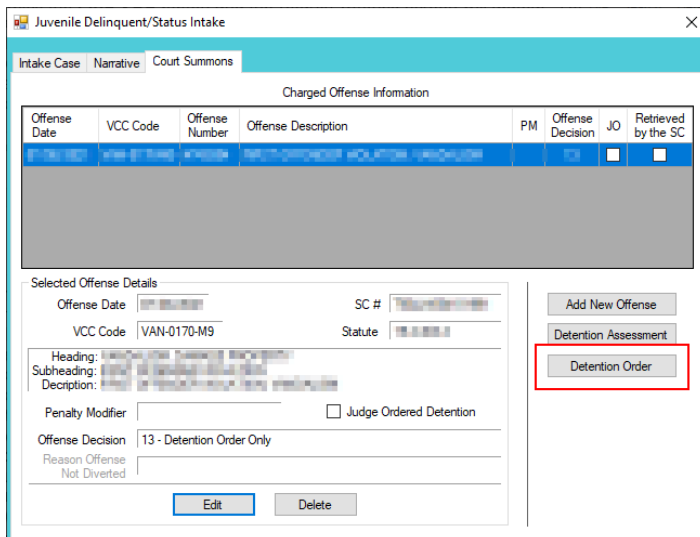 Juvenile Delinquent/Status Intake
Intake Case Narrative Court Summons
Charged Offense Information
Offense Date VCC Code Offense Number Offense Description PM Offense Decision JO Retrieved by the SC
Selected Offense Details
Offense Date SC #
VCC Code VAN-0170-M9 Statute
Heading:
Subheading:
Decription:
Penalty Modifier Judge Ordered Detention
Offense Decision 13 - Detention Order Only
Reason Offense
Not Diverted
Edit Delete
Add New Offense
Detention Assessment
Detention Order